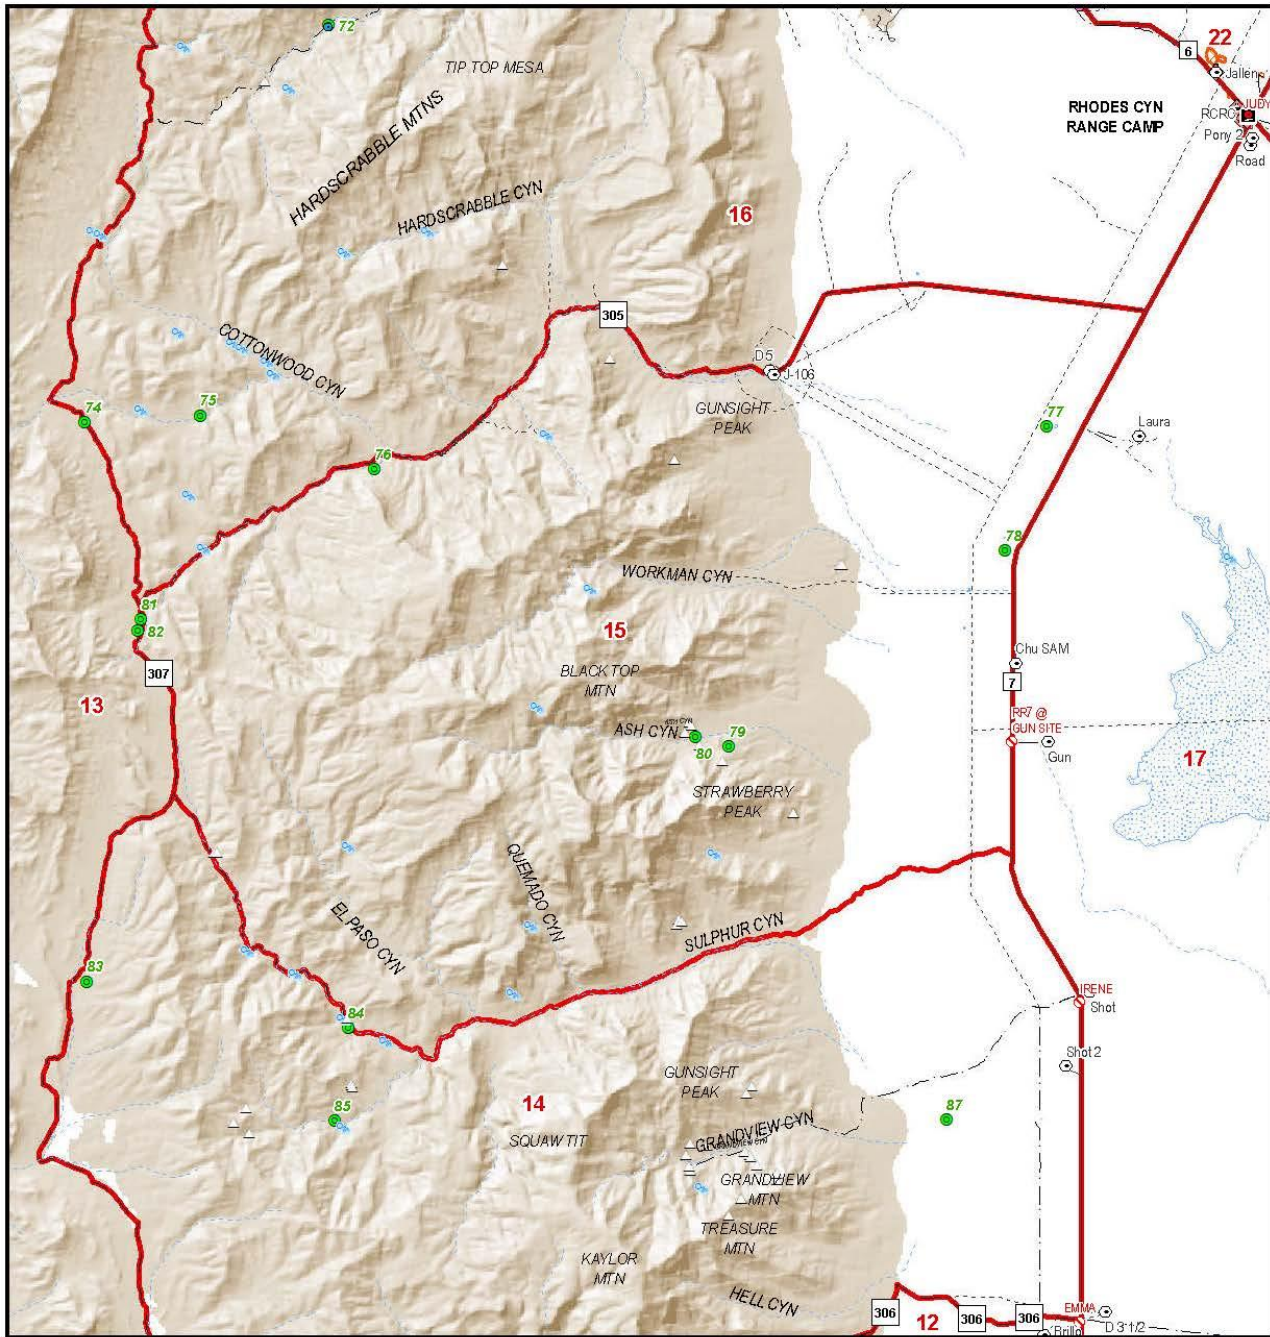 72
TIP TOP MESA
6
22
Jallen
RHODES CYN
RANGE CAMP
JUDY
RCRC
Pony 2
Road
HARDSCRABBLE MTNS
HARDSCRABBLE CYN
16
305
COTTONWOOD CYN
D5
J-106
74
75
GUNSIGHT
PEAK
77
Laura
76
78
WORKMAN CYN
81
82
15
307
BLACK TOP
MTN
Chu SAM
7
13
RR7 @
GUN SITE
ASH CYN
ASH CYN
80
79
Gun
17
STRAWBERRY
PEAK
QUEMADO CYN
EL PASO CYN
SULPHUR CYN
83
IRENE
Shot
84
Shot 2
GUNSIGHT
PEAK
14
85
87
SQUAW TIT
GRANDVIEW CYN
GRANDVIEW
MTN
TREASURE
MTN
KAYLOR
MTN
HELL CYN
306
12
306
306
EMMA
D 3 1/2
Brillo